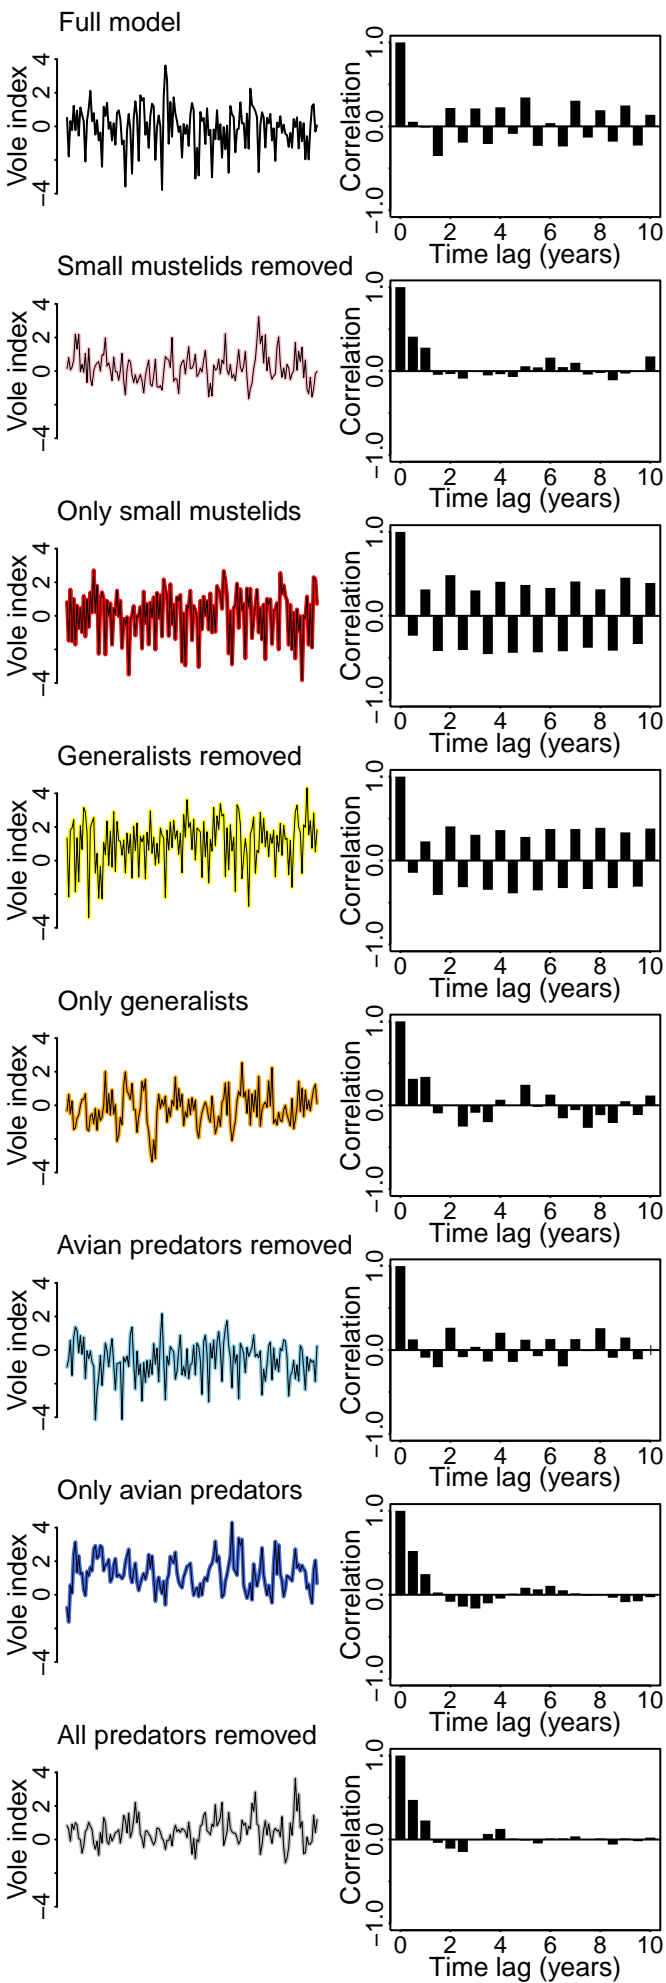 Full model
Vole index
−4 0 2 4
Correlation
−1.0 0.0 1.0
0 2 4 6 8 10
Time lag (years)
Small mustelids removed
Vole index
−4 0 2 4
Correlation
−1.0 0.0 1.0
0 2 4 6 8 10
Time lag (years)
Only small mustelids
Vole index
−4 0 2 4
Correlation
−1.0 0.0 1.0
0 2 4 6 8 10
Time lag (years)
Generalists removed
Vole index
−4 0 2 4
Correlation
−1.0 0.0 1.0
0 2 4 6 8 10
Time lag (years)
Only generalists
Vole index
−4 0 2 4
Correlation
−1.0 0.0 1.0
0 2 4 6 8 10
Time lag (years)
Avian predators removed
Vole index
−4 0 2 4
Correlation
−1.0 0.0 1.0
0 2 4 6 8 10
Time lag (years)
Only avian predators
Vole index
−4 0 2 4
Correlation
−1.0 0.0 1.0
0 2 4 6 8 10
Time lag (years)
All predators removed
Vole index
−4 0 2 4
Correlation
−1.0 0.0 1.0
0 2 4 6 8 10
Time lag (years)